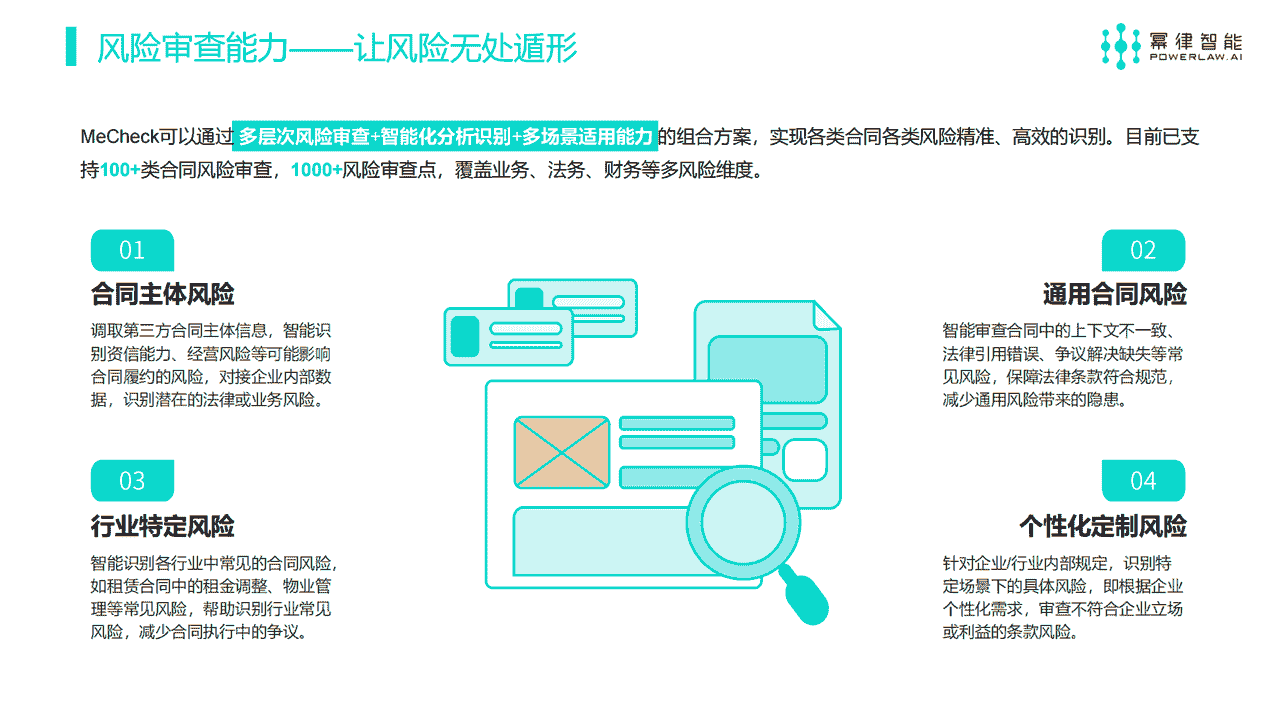 风险审查能力——让风险无处遁形
幂律智能
POWERLAW.AI
MeCheck可以通过 多层次风险审查+智能化分析识别+多场景适用能力 的组合方案，实现各类合同各类风险精准、高效的识别。目前已支
持100+类合同风险审查，1000+风险审查点，覆盖业务、法务、财务等多风险维度。
01
合同主体风险
调取第三方合同主体信息，智能识
别资信能力、经营风险等可能影响
合同履约的风险，对接企业内部数
据，识别潜在的法律或业务风险。
02
通用合同风险
智能审查合同中的上下文不一致、
法律引用错误、争议解决缺失等常
见风险，保障法律条款符合规范，
减少通用风险带来的隐患。
03
行业特定风险
智能识别各行业中常见的合同风险，
如租赁合同中的租金调整、物业管
理等常见风险，帮助识别行业常见
风险，减少合同执行中的争议。
04
个性化定制风险
针对企业/行业内部规定，识别特
定场景下的具体风险，即根据企业
个性化需求，审查不符合企业立场
或利益的条款风险。